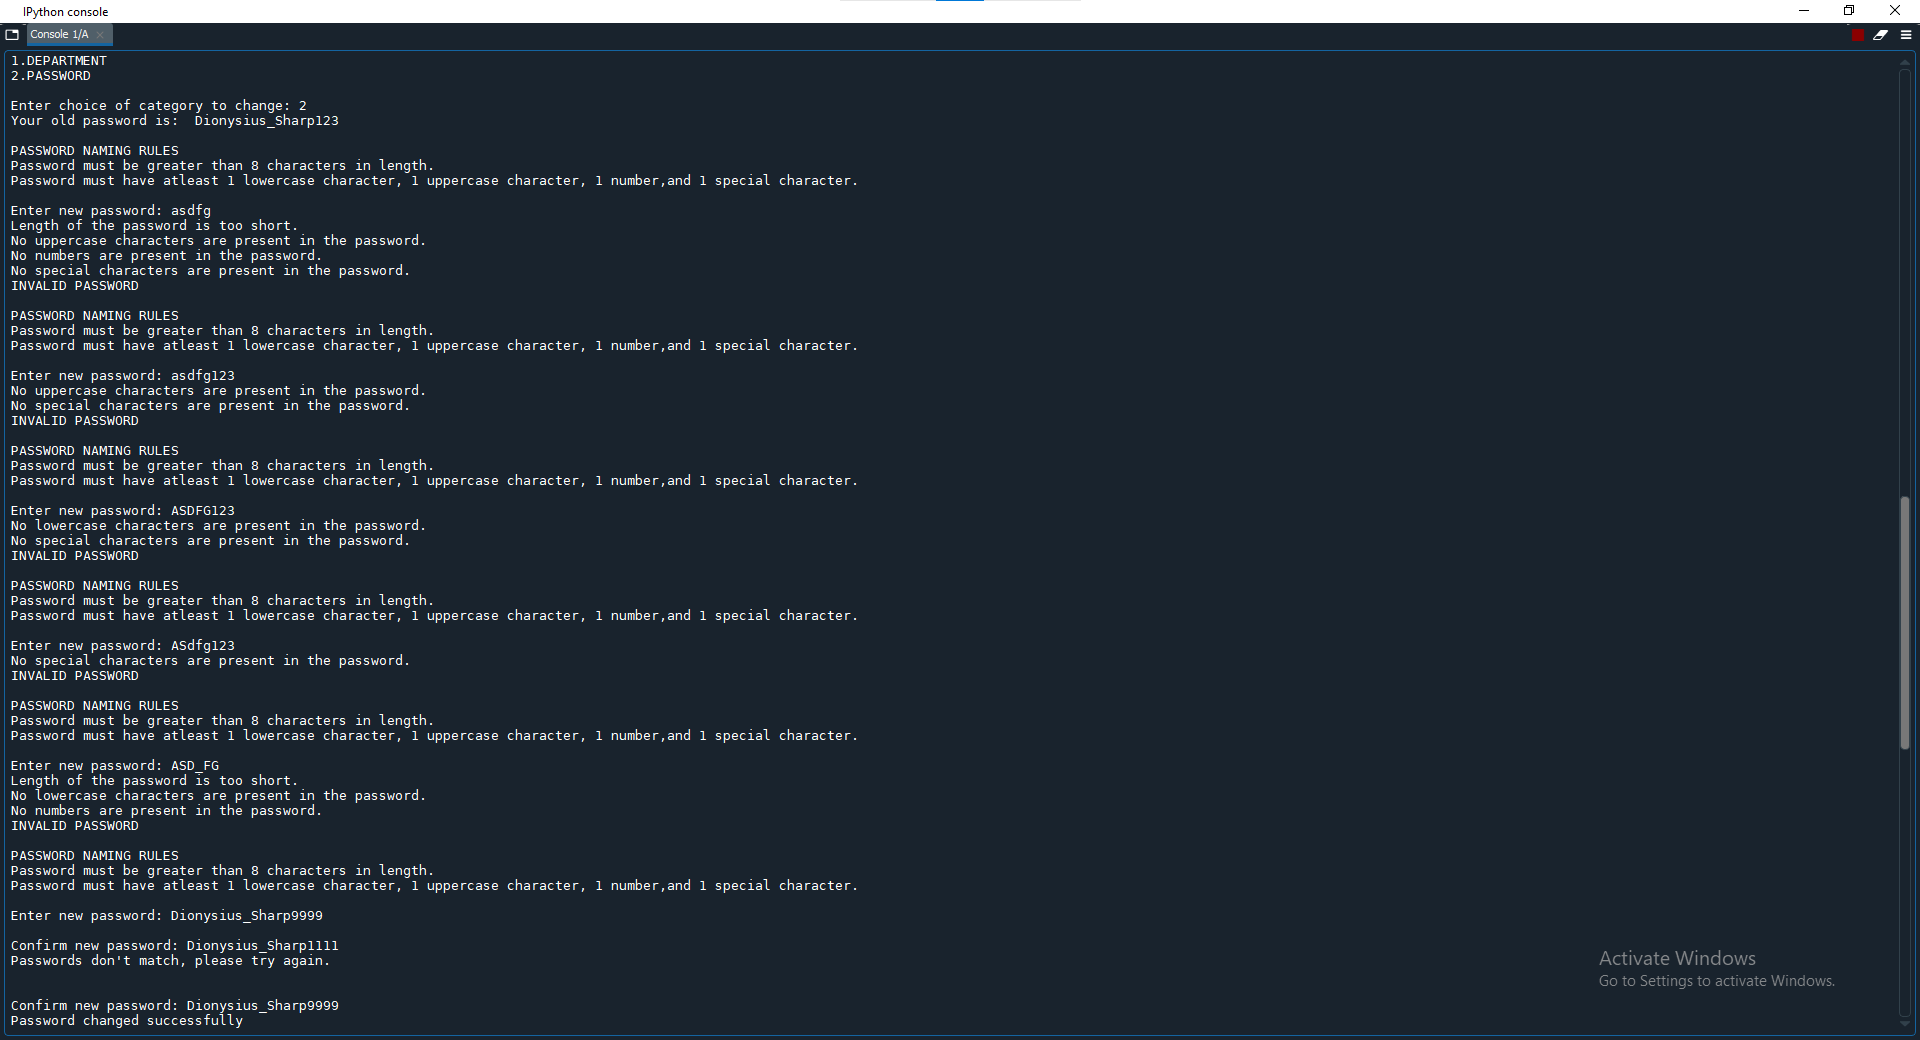 IPython console
Console 1/A
1.DEPARTMENT
2.PASSWORD
Enter choice of category to change: 2
Your old password is:  Dionysius_Sharp123
PASSWORD NAMING RULES
Password must be greater than 8 characters in length.
Password must have atleast 1 lowercase character, 1 uppercase character, 1 number,and 1 special character.
Enter new password: asdfg
Length of the password is too short.
No uppercase characters are present in the password.
No numbers are present in the password.
No special characters are present in the password.
INVALID PASSWORD
PASSWORD NAMING RULES
Password must be greater than 8 characters in length.
Password must have atleast 1 lowercase character, 1 uppercase character, 1 number,and 1 special character.
Enter new password: asdfg123
No uppercase characters are present in the password.
No special characters are present in the password.
INVALID PASSWORD
PASSWORD NAMING RULES
Password must be greater than 8 characters in length.
Password must have atleast 1 lowercase character, 1 uppercase character, 1 number,and 1 special character.
Enter new password: ASDFG123
No lowercase characters are present in the password.
No special characters are present in the password.
INVALID PASSWORD
PASSWORD NAMING RULES
Password must be greater than 8 characters in length.
Password must have atleast 1 lowercase character, 1 uppercase character, 1 number,and 1 special character.
Enter new password: ASdfg123
No special characters are present in the password.
INVALID PASSWORD
PASSWORD NAMING RULES
Password must be greater than 8 characters in length.
Password must have atleast 1 lowercase character, 1 uppercase character, 1 number,and 1 special character.
Enter new password: ASD_FG
Length of the password is too short.
No lowercase characters are present in the password.
No numbers are present in the password.
INVALID PASSWORD
PASSWORD NAMING RULES
Password must be greater than 8 characters in length.
Password must have atleast 1 lowercase character, 1 uppercase character, 1 number,and 1 special character.
Enter new password: Dionysius_Sharp9999
Confirm new password: Dionysius_Sharp1111
Passwords don't match, please try again.
Confirm new password: Dionysius_Sharp9999
Password changed successfully
Activate Windows
Go to Settings to activate Windows.